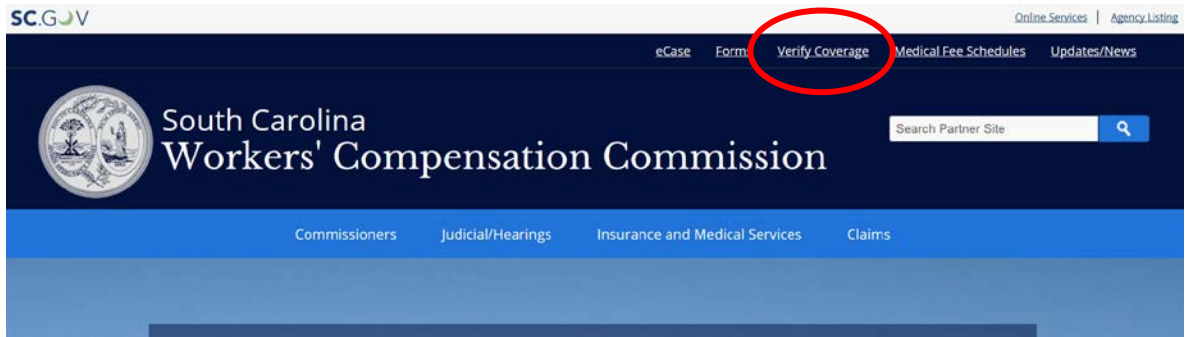 SC.GOV
Online Services | Agency Listing
eCase Forms Verify Coverage Medical Fee Schedules Updates/News
South Carolina
Workers' Compensation Commission
Search Partner Site
Commissioners Judicial/Hearings Insurance and Medical Services Claims